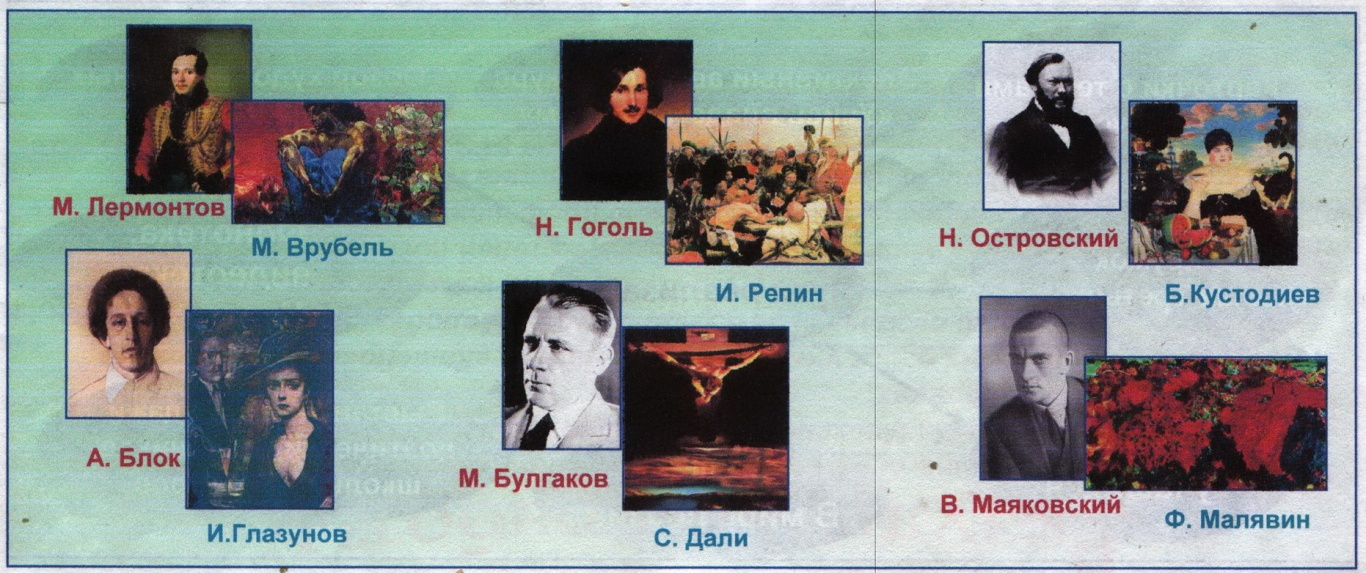 М. Лермонтов
М. Врубель
Н. Гоголь
И. Репин
Н. Островский
Б.Кустодиев
А. Блок
И.Глазунов
М. Булгаков
С. Дали
В. Маяковский
Ф. Малявин